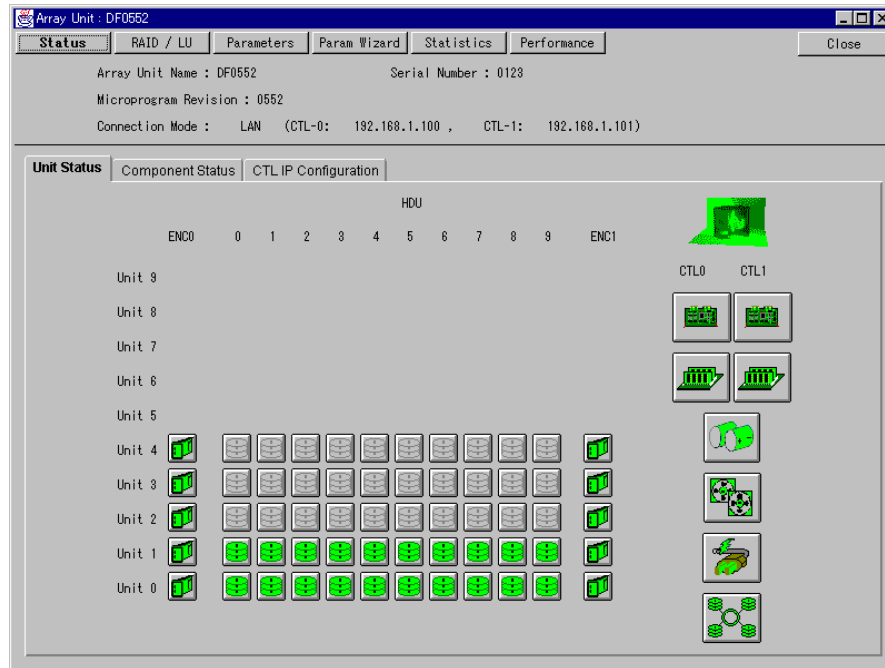 Array Unit : DF0552
Status RAID / LU Parameters Param Wizard Statistics Performance Close
Array Unit Name : DF0552 Serial Number : 0123
Microprogram Revision : 0552
Connection Mode : LAN (CTL-0: 192.168.1.100 , CTL-1: 192.168.1.101)
Unit Status Component Status CTL IP Configuration
HDU
ENC0 0 1 2 3 4 5 6 7 8 9 ENC1
CTL0 CTL1
Unit 9
Unit 8
Unit 7
Unit 6
Unit 5
Unit 4
Unit 3
Unit 2
Unit 1
Unit 0